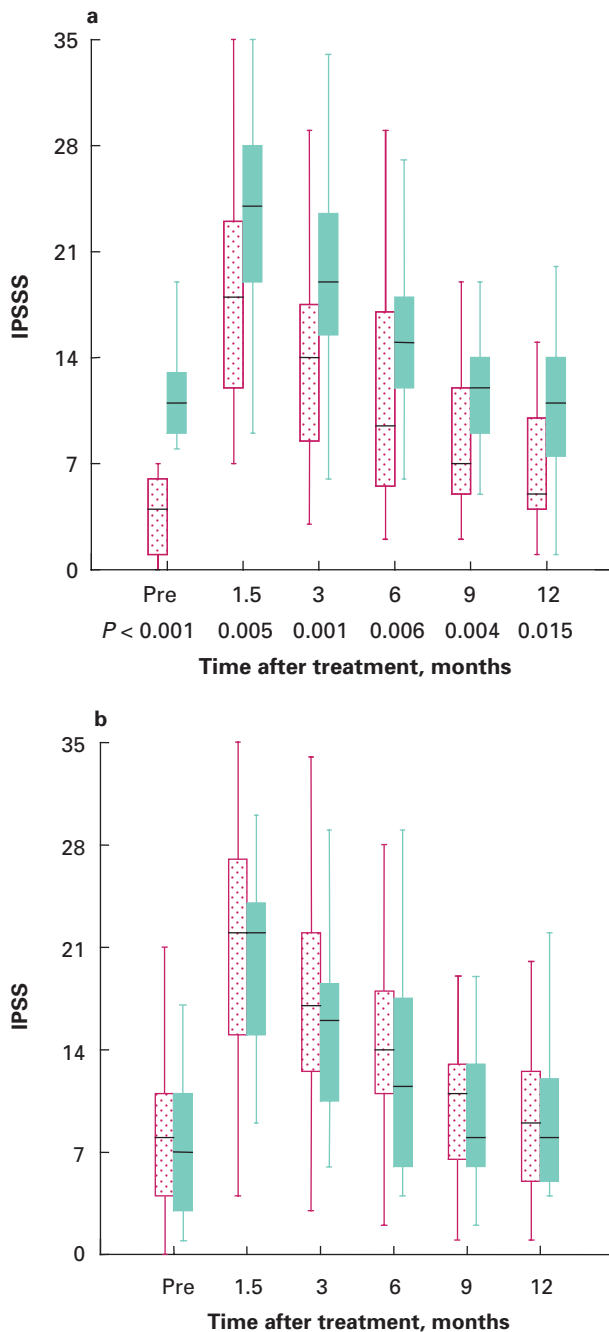 a
35
28
21
14
7
0
IPSSS
Pre 1.5 3 6 9 12
P < 0.001 0.005 0.001 0.006 0.004 0.015
Time after treatment, months
b
35
28
21
14
7
0
IPSS
Pre 1.5 3 6 9 12
Time after treatment, months